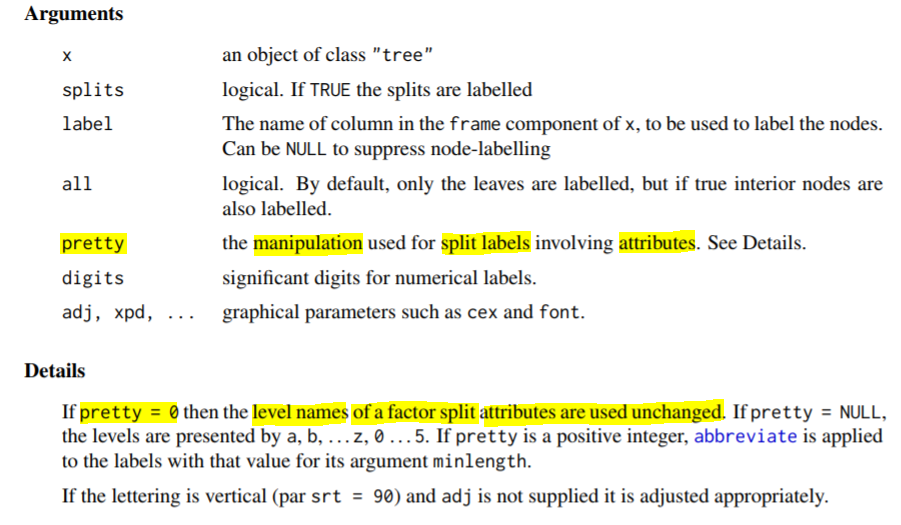 Arguments
x an object of class "tree"
splits logical. If TRUE the splits are labelled
label The name of column in the frame component of x, to be used to label the nodes.
Can be NULL to suppress node-labelling
all logical. By default, only the leaves are labelled, but if true interior nodes are
also labelled.
pretty the manipulation used for split labels involving attributes. See Details.
digits significant digits for numerical labels.
adj, xpd, ... graphical parameters such as cex and font.
Details
If pretty = 0 then the level names of a factor split attributes are used unchanged. If pretty = NULL,
the levels are presented by a, b, ...z, 0 ...5. If pretty is a positive integer, abbreviate is applied
to the labels with that value for its argument minlength.
If the lettering is vertical (par srt = 90) and adj is not supplied it is adjusted appropriately.